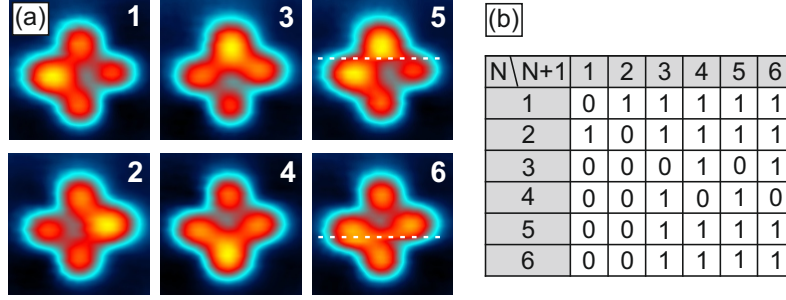 (a)
1
3
5
2
4
6
(b)
N\N+1 1 2 3 4 5 6
1 0 1 1 1 1 1
2 1 0 1 1 1 1
3 0 0 0 1 0 1
4 0 0 1 0 1 0
5 0 0 1 1 1 1
6 0 0 1 1 1 1